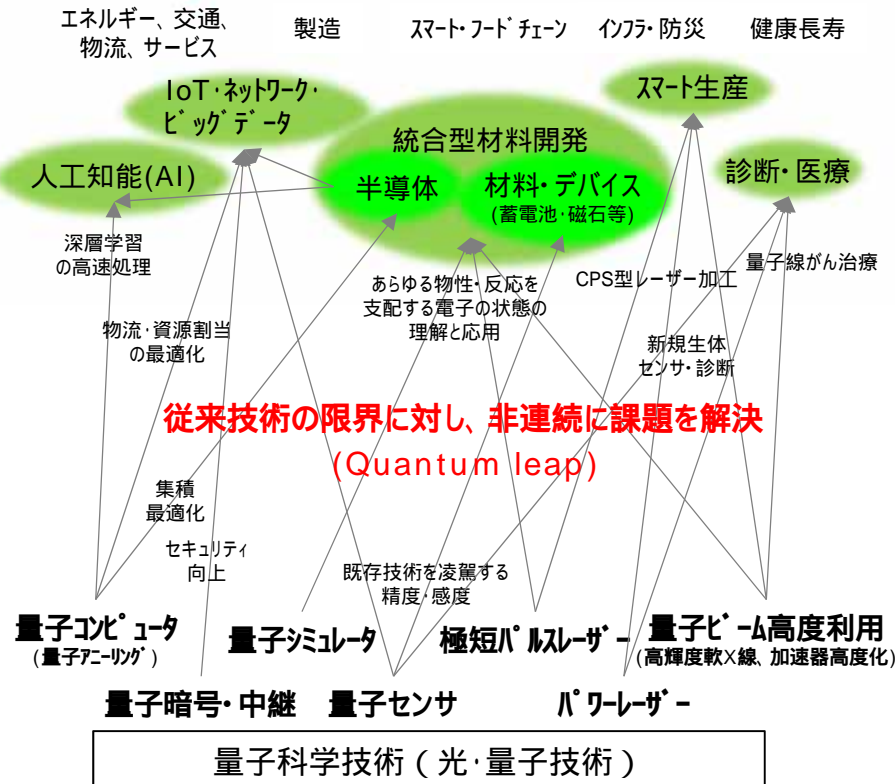 エネルギー、交通、
物流、サービス
製造
スマート・フードチェーン
インフラ・防災
健康長寿
IoT・ネットワーク・
ビッグデータ
スマート生産
統合型材料開発
人工知能(AI)
半導体
材料・デバイス
(蓄電池・磁石等)
診断・医療
深層学習
の高速処理
あらゆる物性・反応を
支配する電子の状態の
理解と応用
CPS型レーザー加工
量子線がん治療
物流・資源割当
の最適化
新規生体
センサ・診断
従来技術の限界に対し、非連続に課題を解決
(Quantum leap)
集積
最適化
セキュリティ
向上
既存技術を凌駕する
精度・感度
量子コンピュータ
(量子アニーリング)
量子シミュレータ
極短パルスレーザー
量子ビーム高度利用
(高輝度軟X線、加速器高度化)
量子暗号・中継
量子センサ
パワーレーザー
量子科学技術(光・量子技術)